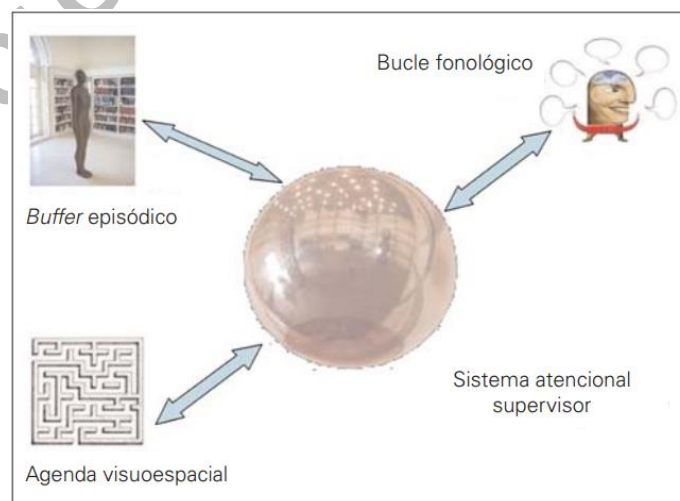 Bucle fonológico
Buffer episódico
Sistema atencional
supervisor
Agenda visuoespacial